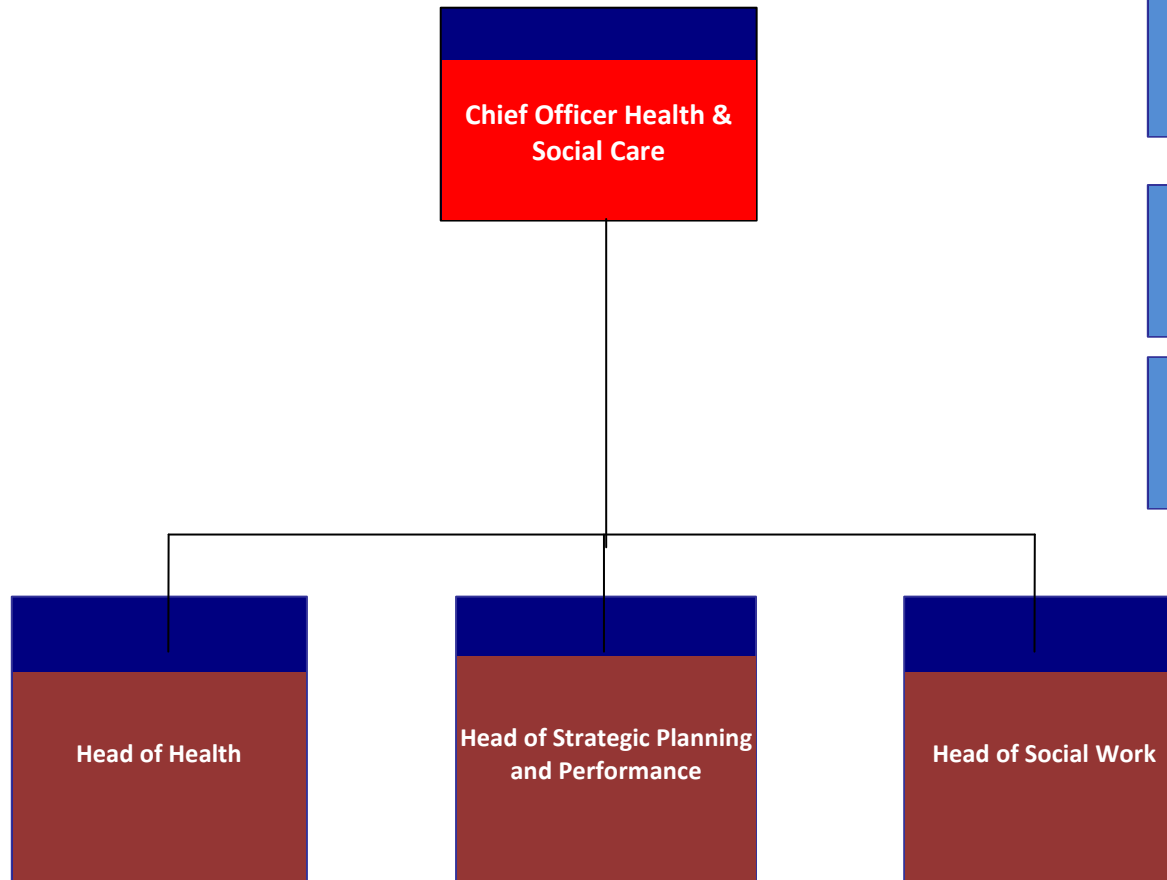 Chief Officer Health &
Social Care
Head of Health
Head of Strategic Planning
and Performance
Head of Social Work